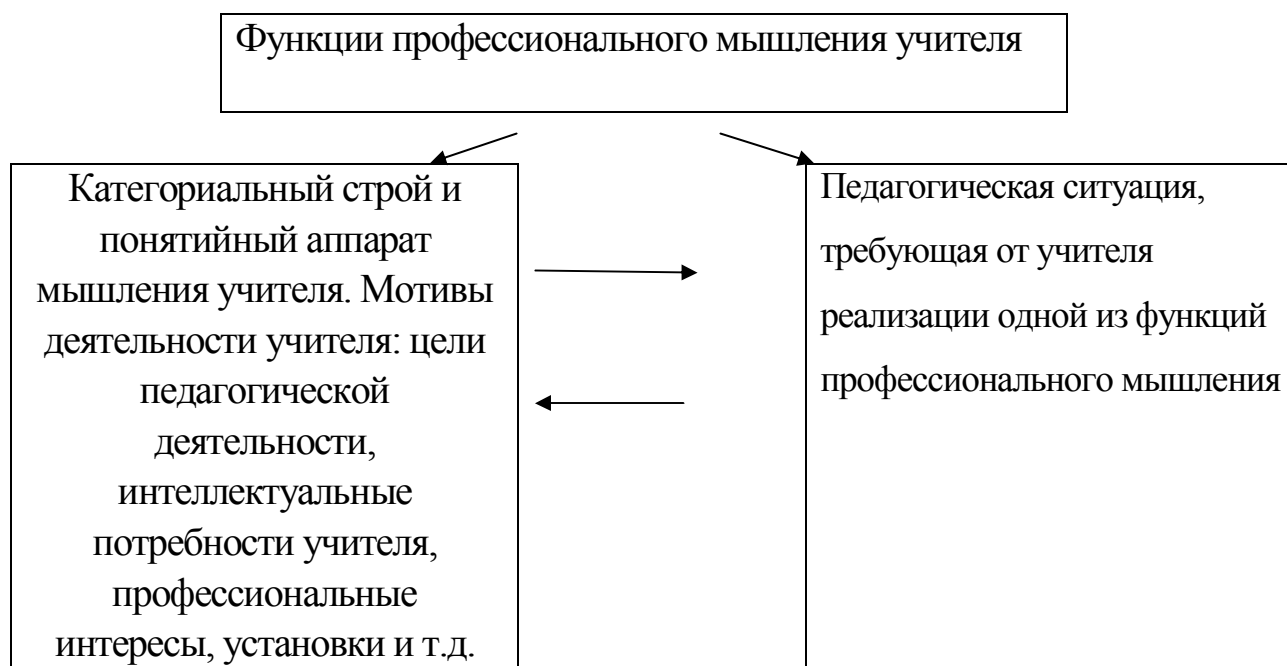 Функции профессионального мышления учителя
Категориальный строй и
понятийный аппарат
мышления учителя. Мотивы
деятельности учителя: цели
педагогической
деятельности,
интеллектуальные
потребности учителя,
профессиональные
интересы, установки и т.д.
Педагогическая ситуация,
требующая от учителя
реализации одной из функций
профессионального мышления